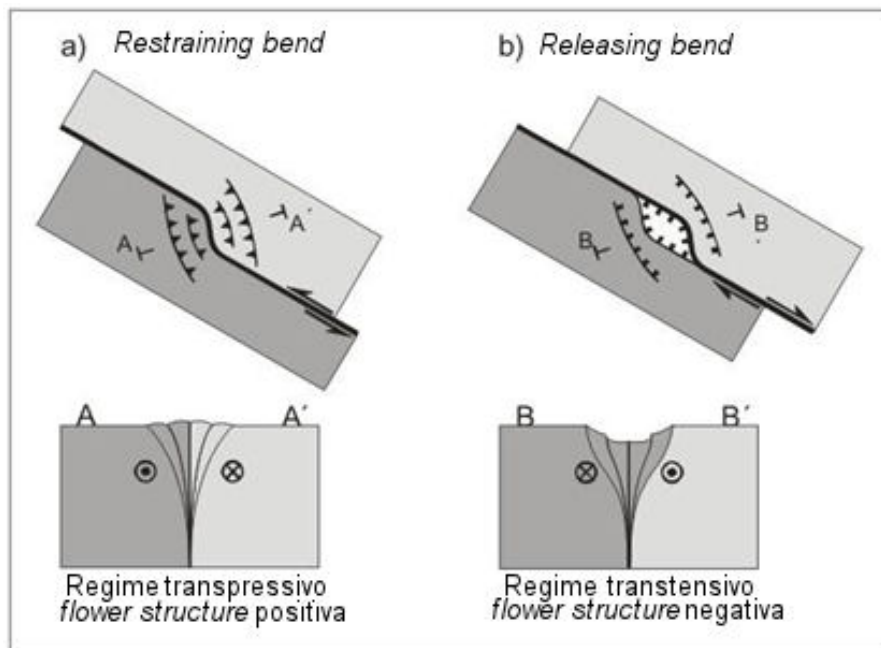 a) Restraining bend
b) Releasing bend
A
A´
B
B
A
A´
B
B´
Regime transpressivo
flower structure positiva
Regime transtensivo
flower structure negativa